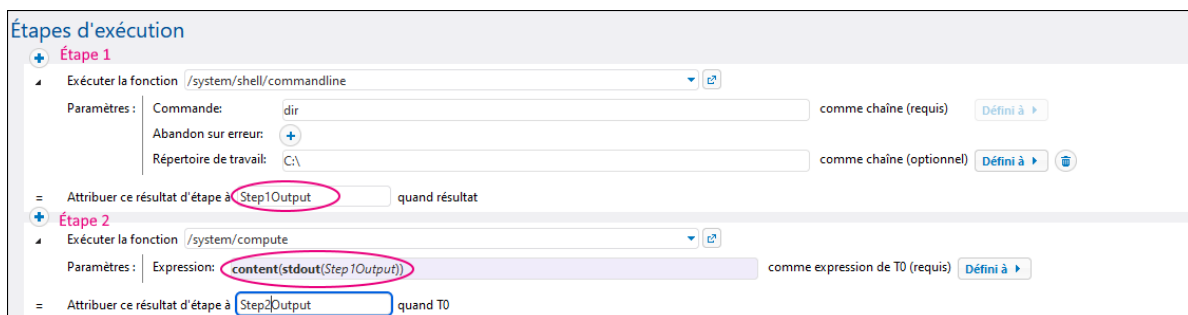 Étapes d'exécution
Étape 1
Exécuter la fonction /system/shell/commandline
Paramètres : Commande: dir comme chaîne (requis) Défini à
Abandon sur erreur:
Répertoire de travail: C:\ comme chaîne (optionnel) Défini à
= Attribuer ce résultat d'étape à Step1Output quand résultat
Étape 2
Exécuter la fonction /system/compute
Paramètres : Expression: content(stdout(Step1Output)) comme expression de T0 (requis) Défini à
= Attribuer ce résultat d'étape à Step2Output quand T0